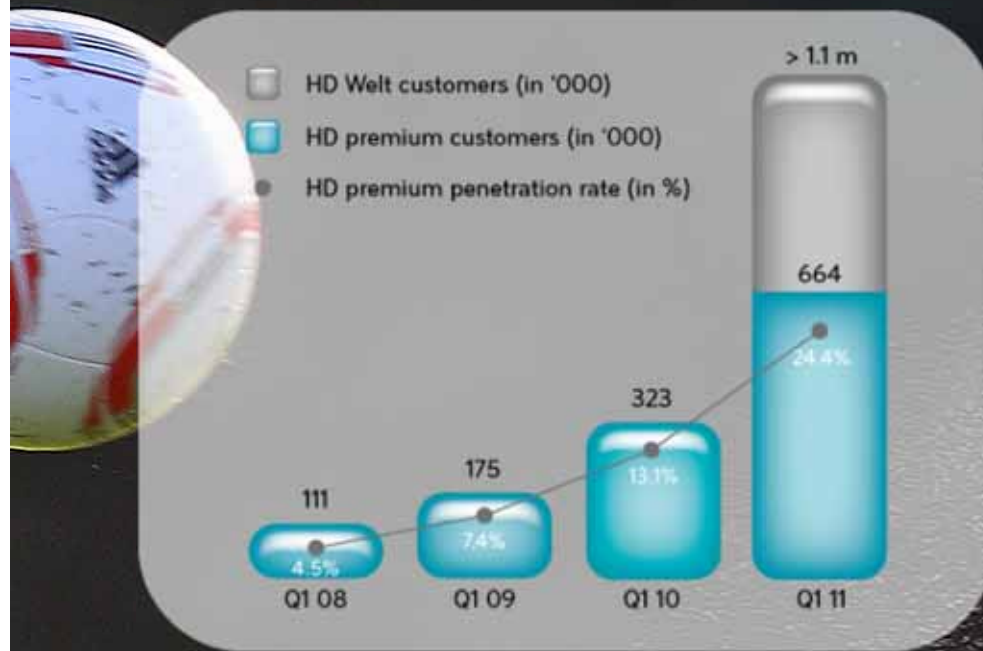 > 1.1 m
HD Welt customers (in '000)
HD premium customers (in '000)
HD premium penetration rate (in %)
664
24.4%
323
13.1%
175
7.4%
111
4.5%
Q1 08 Q1 09 Q1 10 Q1 11